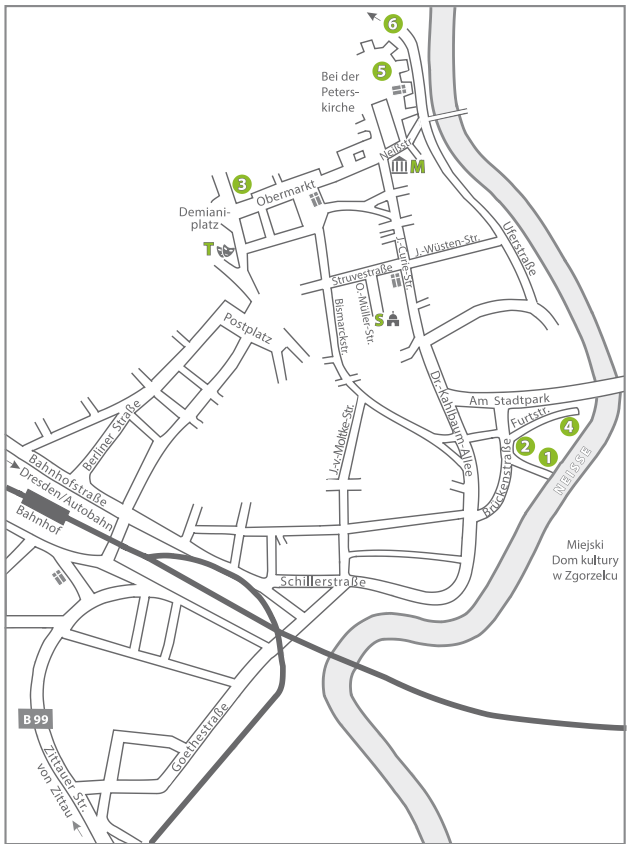 6
5
Bei der
Peters-
kirche
Neißstr.
M
3
Obermarkt
Demiani-
platz
T
J.-Wüsten-Str.
Uferstraße
J.-Curie-Str.
Struvestraße
O.-Müller-Str.
S
Bismarckstr.
Postplatz
Dr.-Kahlbaum-Allee
Am Stadtpark
Furtstr.
4
2
1
Brückenstraße
NEISSE
J.-v.-Moltke-Str.
Berliner Straße
Bahnhofstraße
Dresden/Autobahn
Bahnhof
Miejski
Dom kultury
w Zgorzelcu
Schillerstraße
Goethestraße
B 99
Zittauer Str.
von Zittau